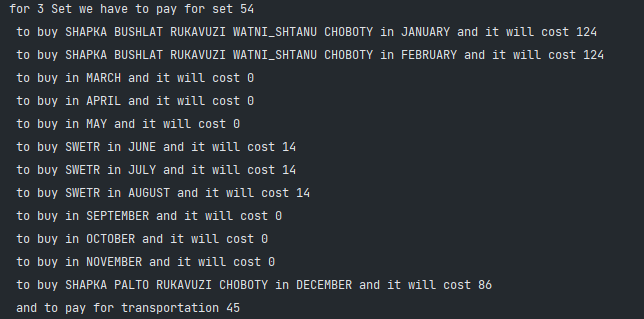 for 3 Set we have to pay for set 54
to buy SHAPKA BUSHLAT RUKAVUZI WATNI_SHTANU CHOBOTY in JANUARY and it will cost 124
to buy SHAPKA BUSHLAT RUKAVUZI WATNI_SHTANU CHOBOTY in FEBRUARY and it will cost 124
to buy in MARCH and it will cost 0
to buy in APRIL and it will cost 0
to buy in MAY and it will cost 0
to buy SWETR in JUNE and it will cost 14
to buy SWETR in JULY and it will cost 14
to buy SWETR in AUGUST and it will cost 14
to buy in SEPTEMBER and it will cost 0
to buy in OCTOBER and it will cost 0
to buy in NOVEMBER and it will cost 0
to buy SHAPKA PALTO RUKAVUZI CHOBOTY in DECEMBER and it will cost 86
and to pay for transportation 45